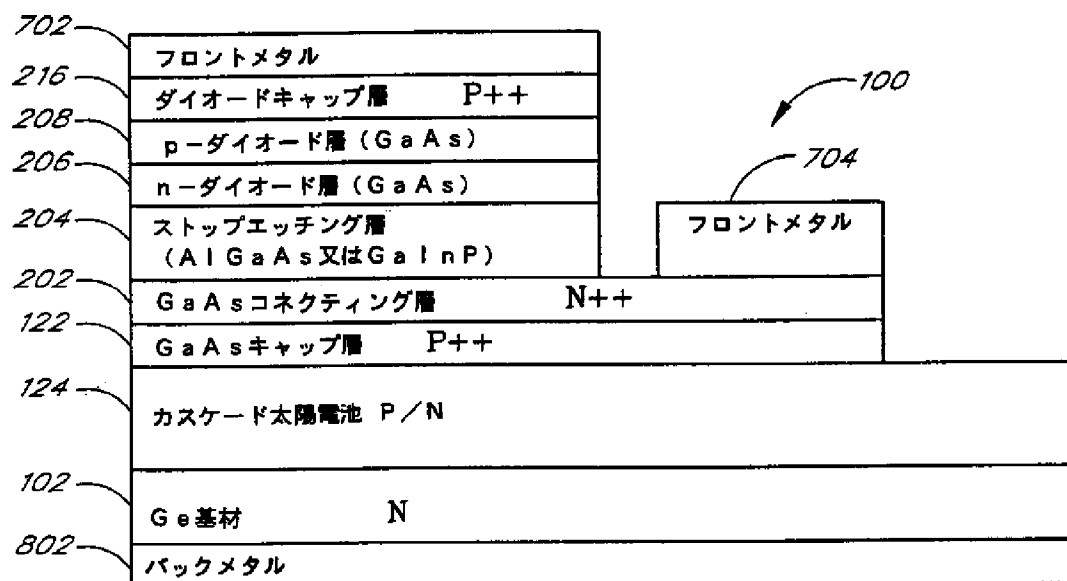 702
フロントメタル
216
ダイオードキャップ層 P++
100
208
p-ダイオード層(GaAs)
704
206
n-ダイオード層(GaAs)
204
ストップエッチング層
(AlGaAs又はGaInP)
フロントメタル
202
GaAsコネクティング層 N++
122
GaAsキャップ層 P++
124
カスケード太陽電池 P/N
102
Ge基材 N
802
バックメタル